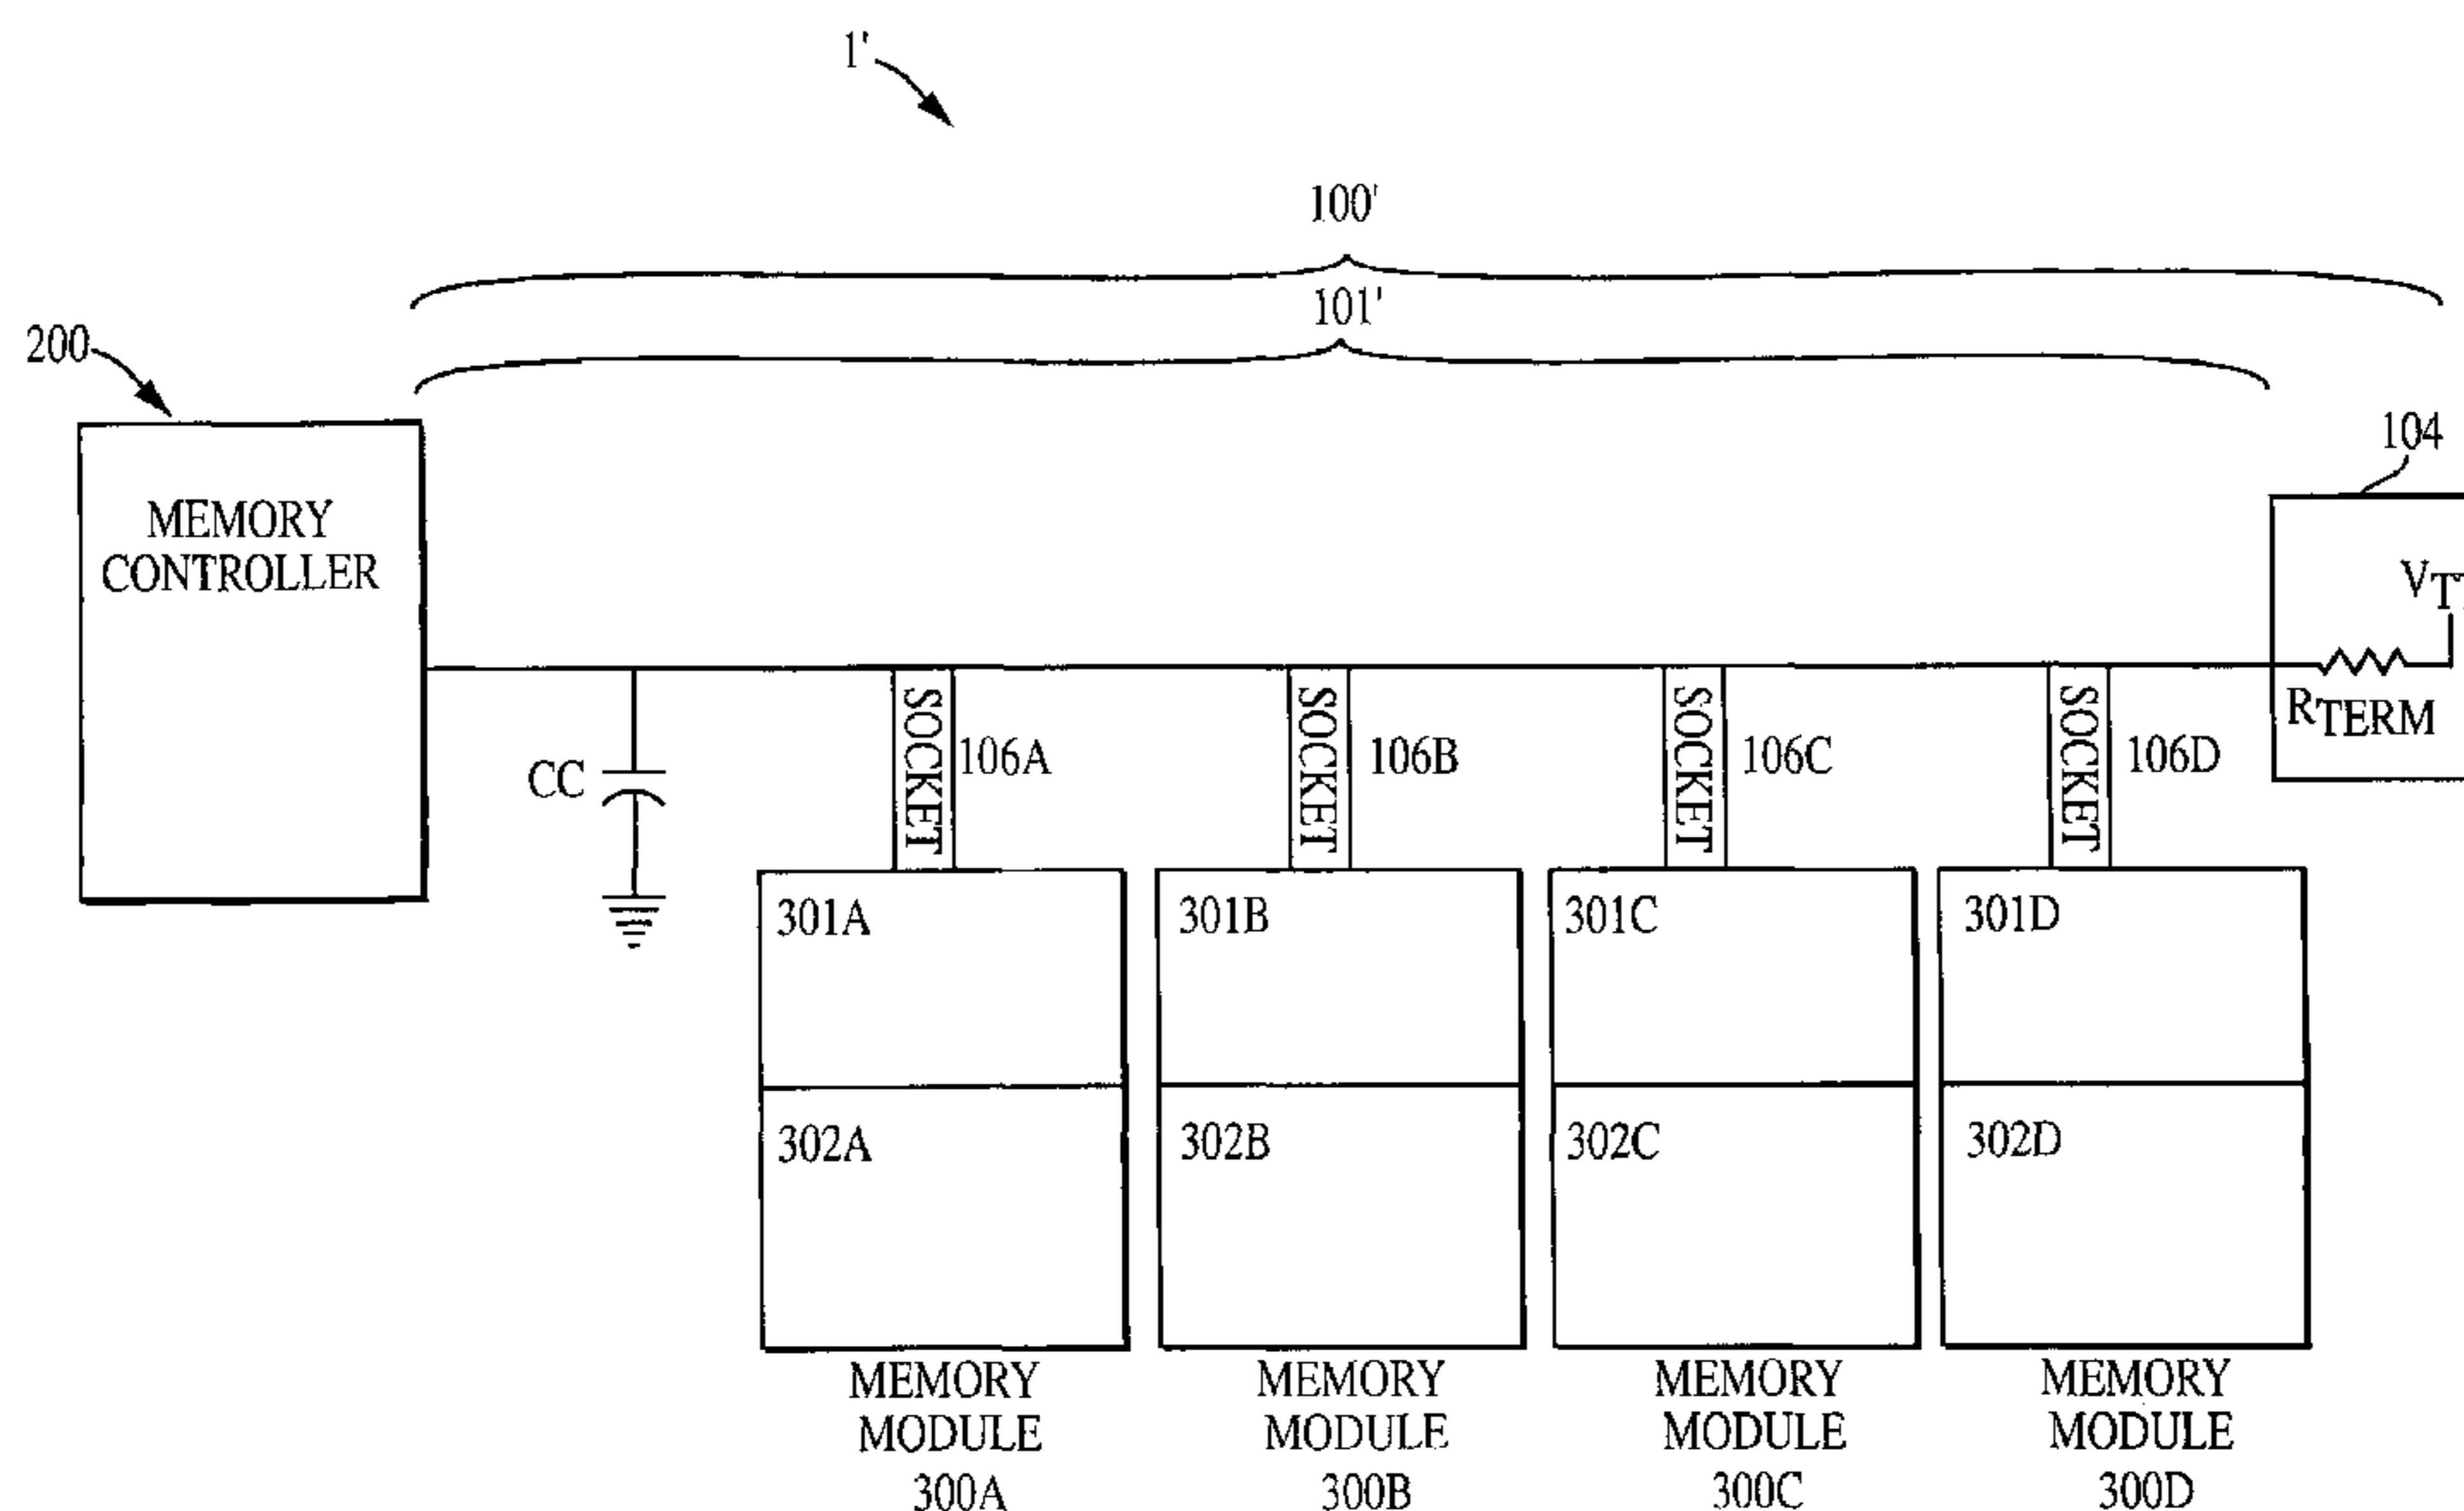 1'
100'
101'
200
104
MEMORY
CONTROLLER
VTT
RTERM
CC
SOCKET
106A
SOCKET
106B
SOCKET
106C
SOCKET
106D
301A
301B
301C
301D
302A
302B
302C
302D
MEMORY
MODULE
300A
MEMORY
MODULE
300B
MEMORY
MODULE
300C
MEMORY
MODULE
300D